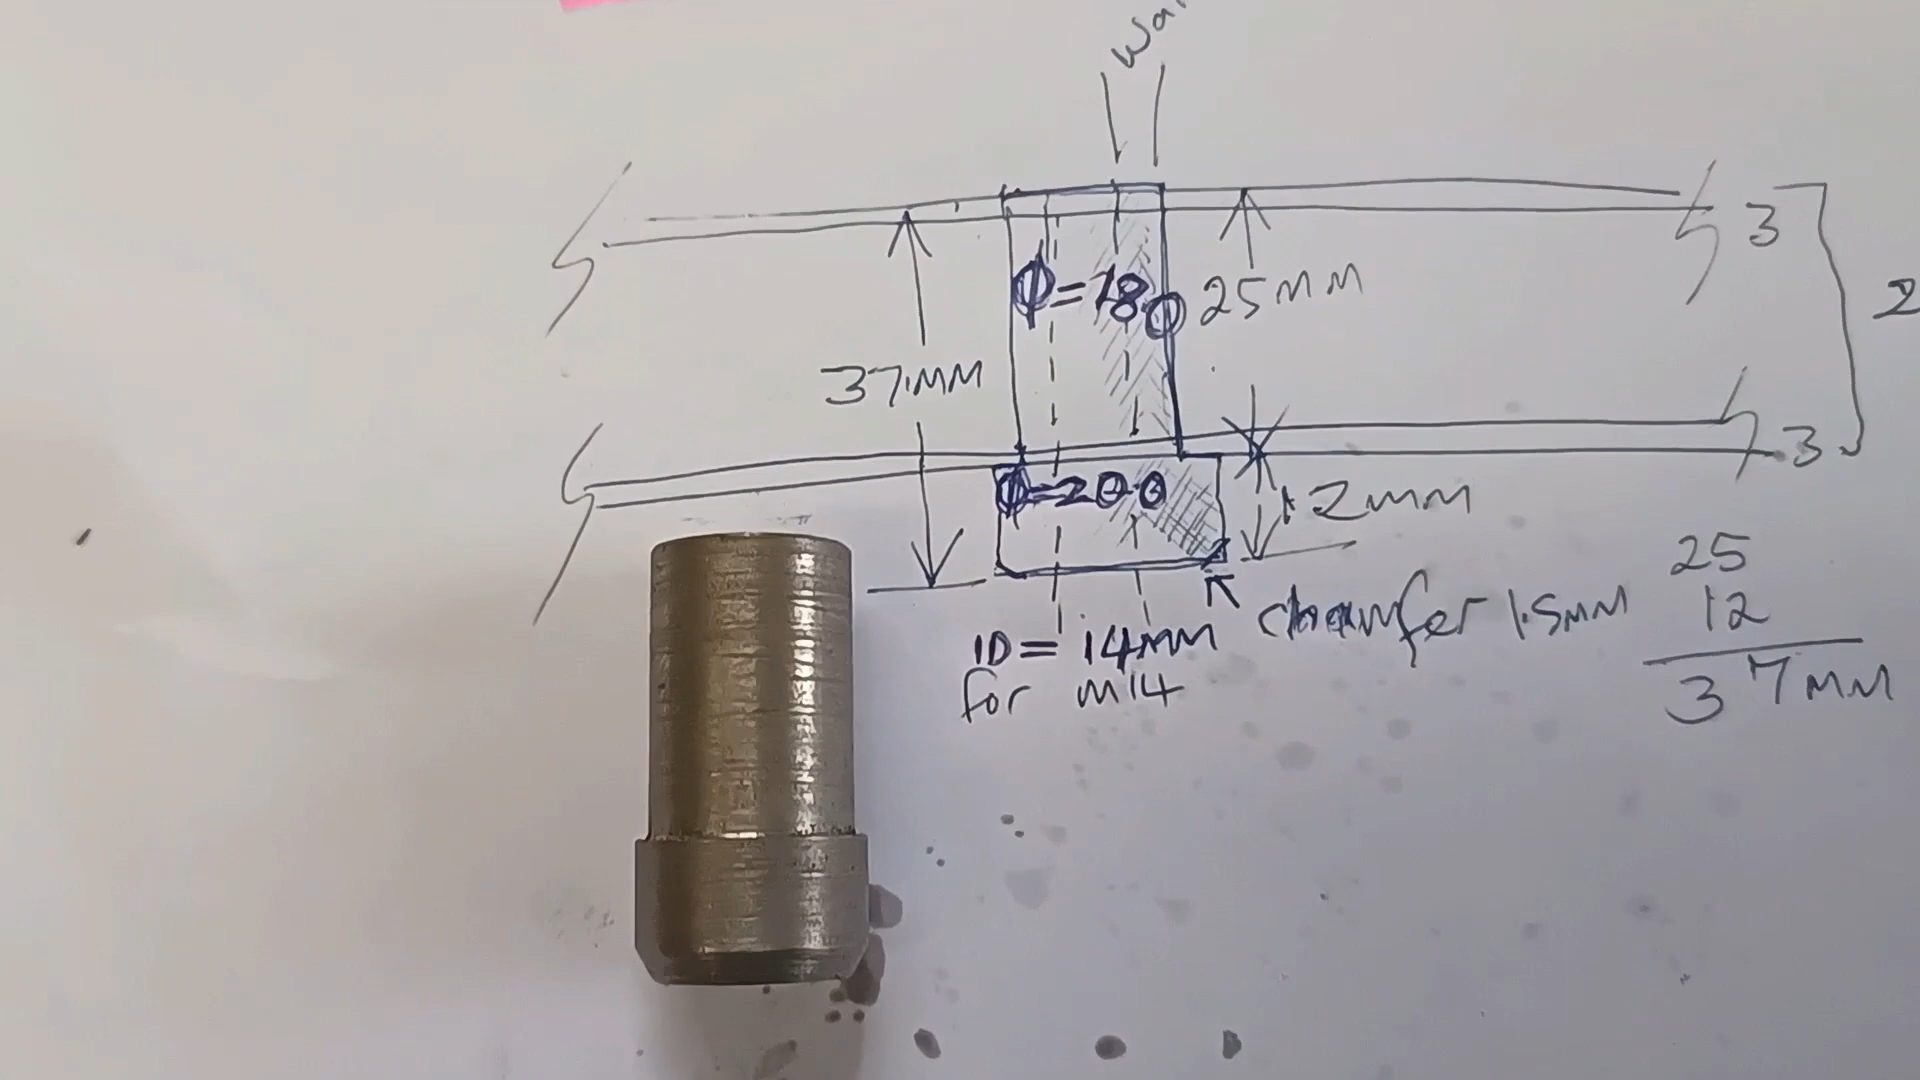 3
Φ=18.0
25MM
37MM
3
Φ=20.0
12MM
25
chamfer 1.5MM
12
ID= 14MM
37MM
for M14